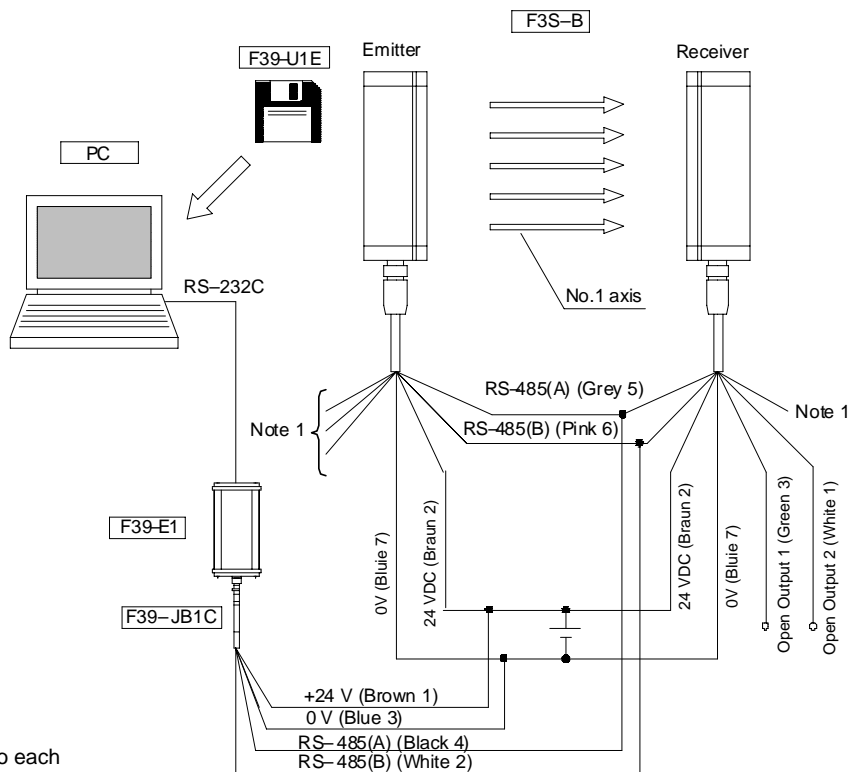 F3S–B
F39–U1E
Emitter
Receiver
PC
RS–232C
No.1 axis
RS–485(A) (Grey 5)
Note 1
Note 1
RS–485(B) (Pink 6)
F39–E1
0V (Bluie 7)
24 VDC (Braun 2)
24 VDC (Braun 2)
0V (Bluie 7)
Open Output 1 (Green 3)
Open Output 2 (White 1)
F39–JB1C
+24 V (Brown 1)
0 V (Blue 3)
RS–485(A) (Black 4)
o each
RS–485(B) (White 2)